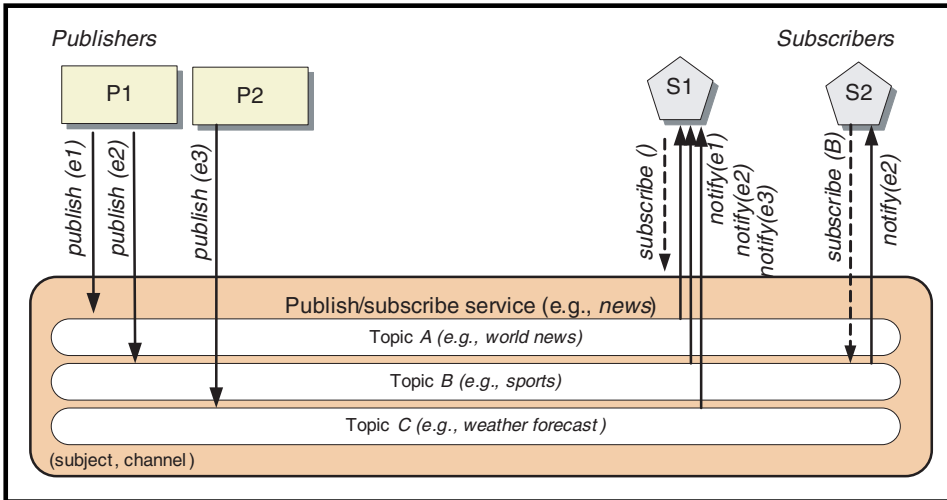 Publishers
Subscribers
P1
P2
S1
S2
publish (e1)
publish (e2)
publish (e3)
subscribe ()
notify(e1)
notify(e2)
notify(e3)
subscribe (B)
notify(e2)
Publish/subscribe service (e.g., news)
Topic A (e.g., world news)
Topic B (e.g., sports)
Topic C (e.g., weather forecast)
(subject, channel)